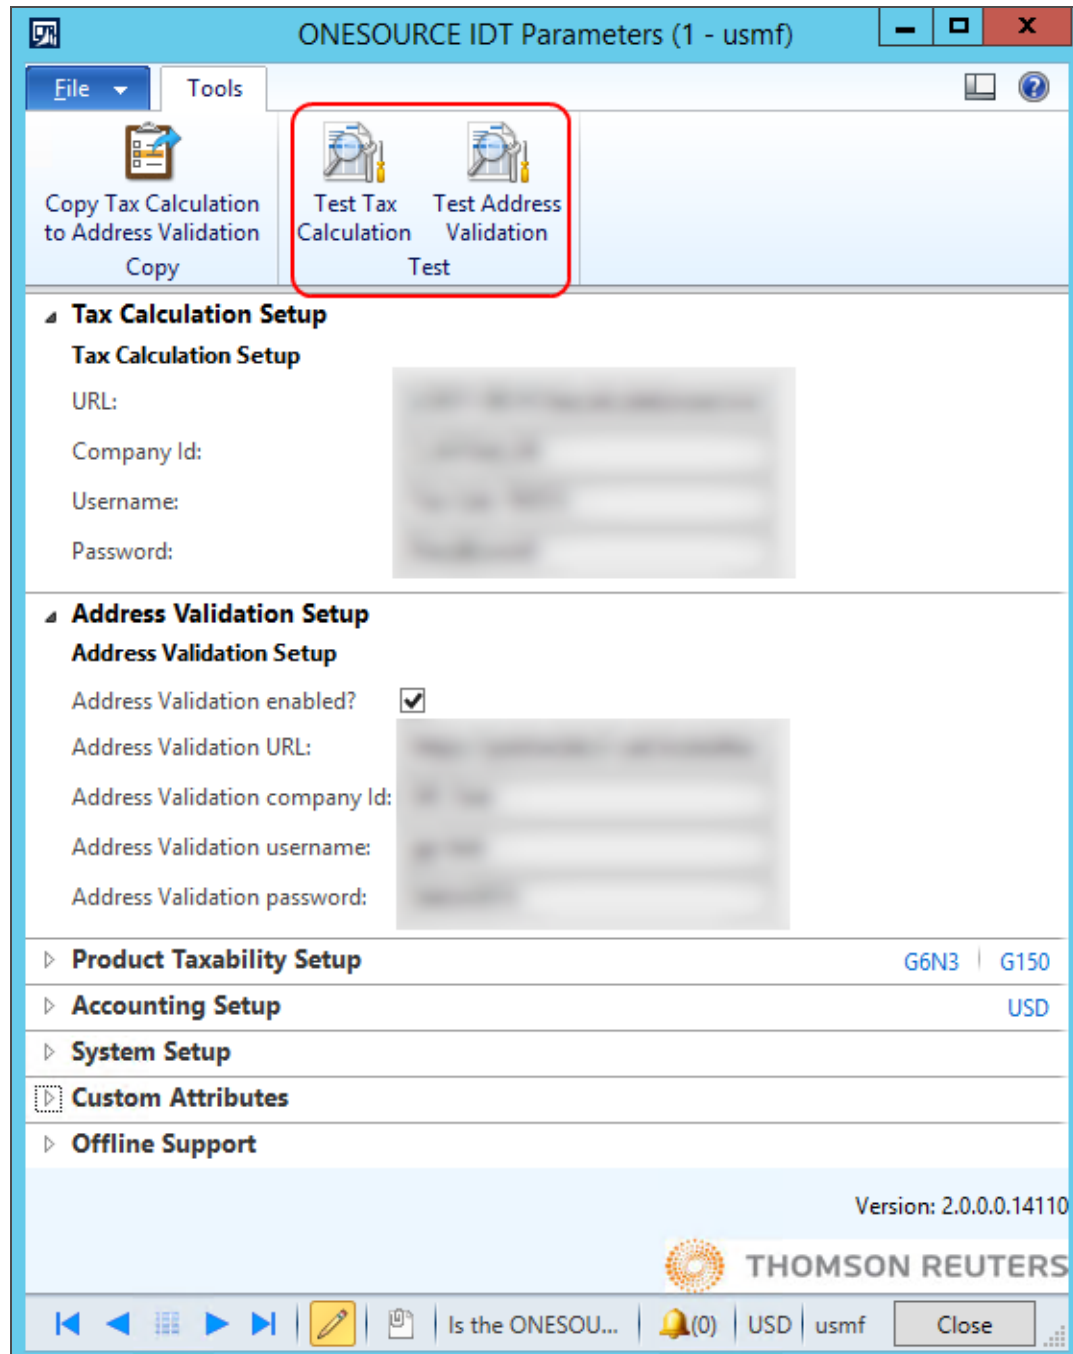 ONESOURCE IDT Parameters (1 - usmf)
File
Tools
Copy Tax Calculation
to Address Validation
Copy
Test Tax
Calculation
Test Address
Validation
Test
Tax Calculation Setup
Tax Calculation Setup
URL:
Company Id:
Username:
Password:
Address Validation Setup
Address Validation Setup
Address Validation enabled?
Address Validation URL:
Address Validation company Id:
Address Validation username:
Address Validation password:
Product Taxability Setup G6N3 G150
Accounting Setup USD
System Setup
Custom Attributes
Offline Support
Version: 2.0.0.0.14110
THOMSON REUTERS
Is the ONESOU... (0) USD usmf Close